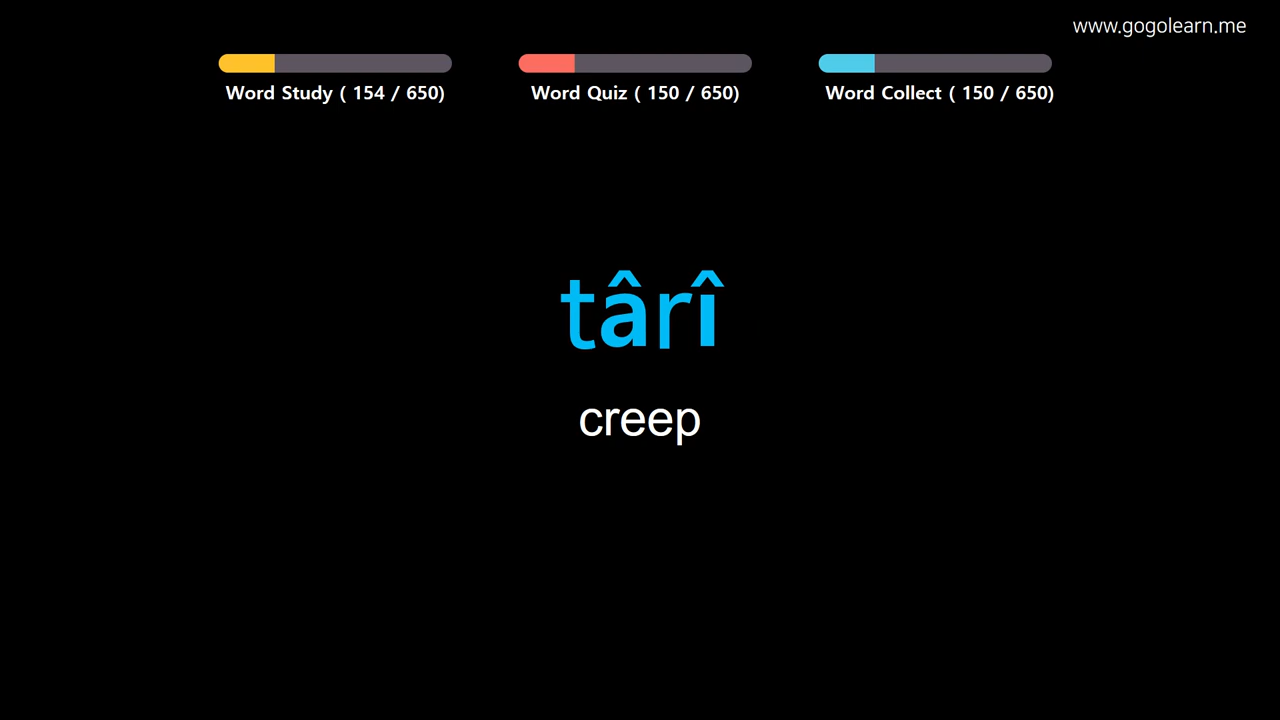 www.gogolearn.me
Word Study ( 154 / 650)
Word Quiz ( 150 / 650)
Word Collect ( 150 / 650)
târî
creep